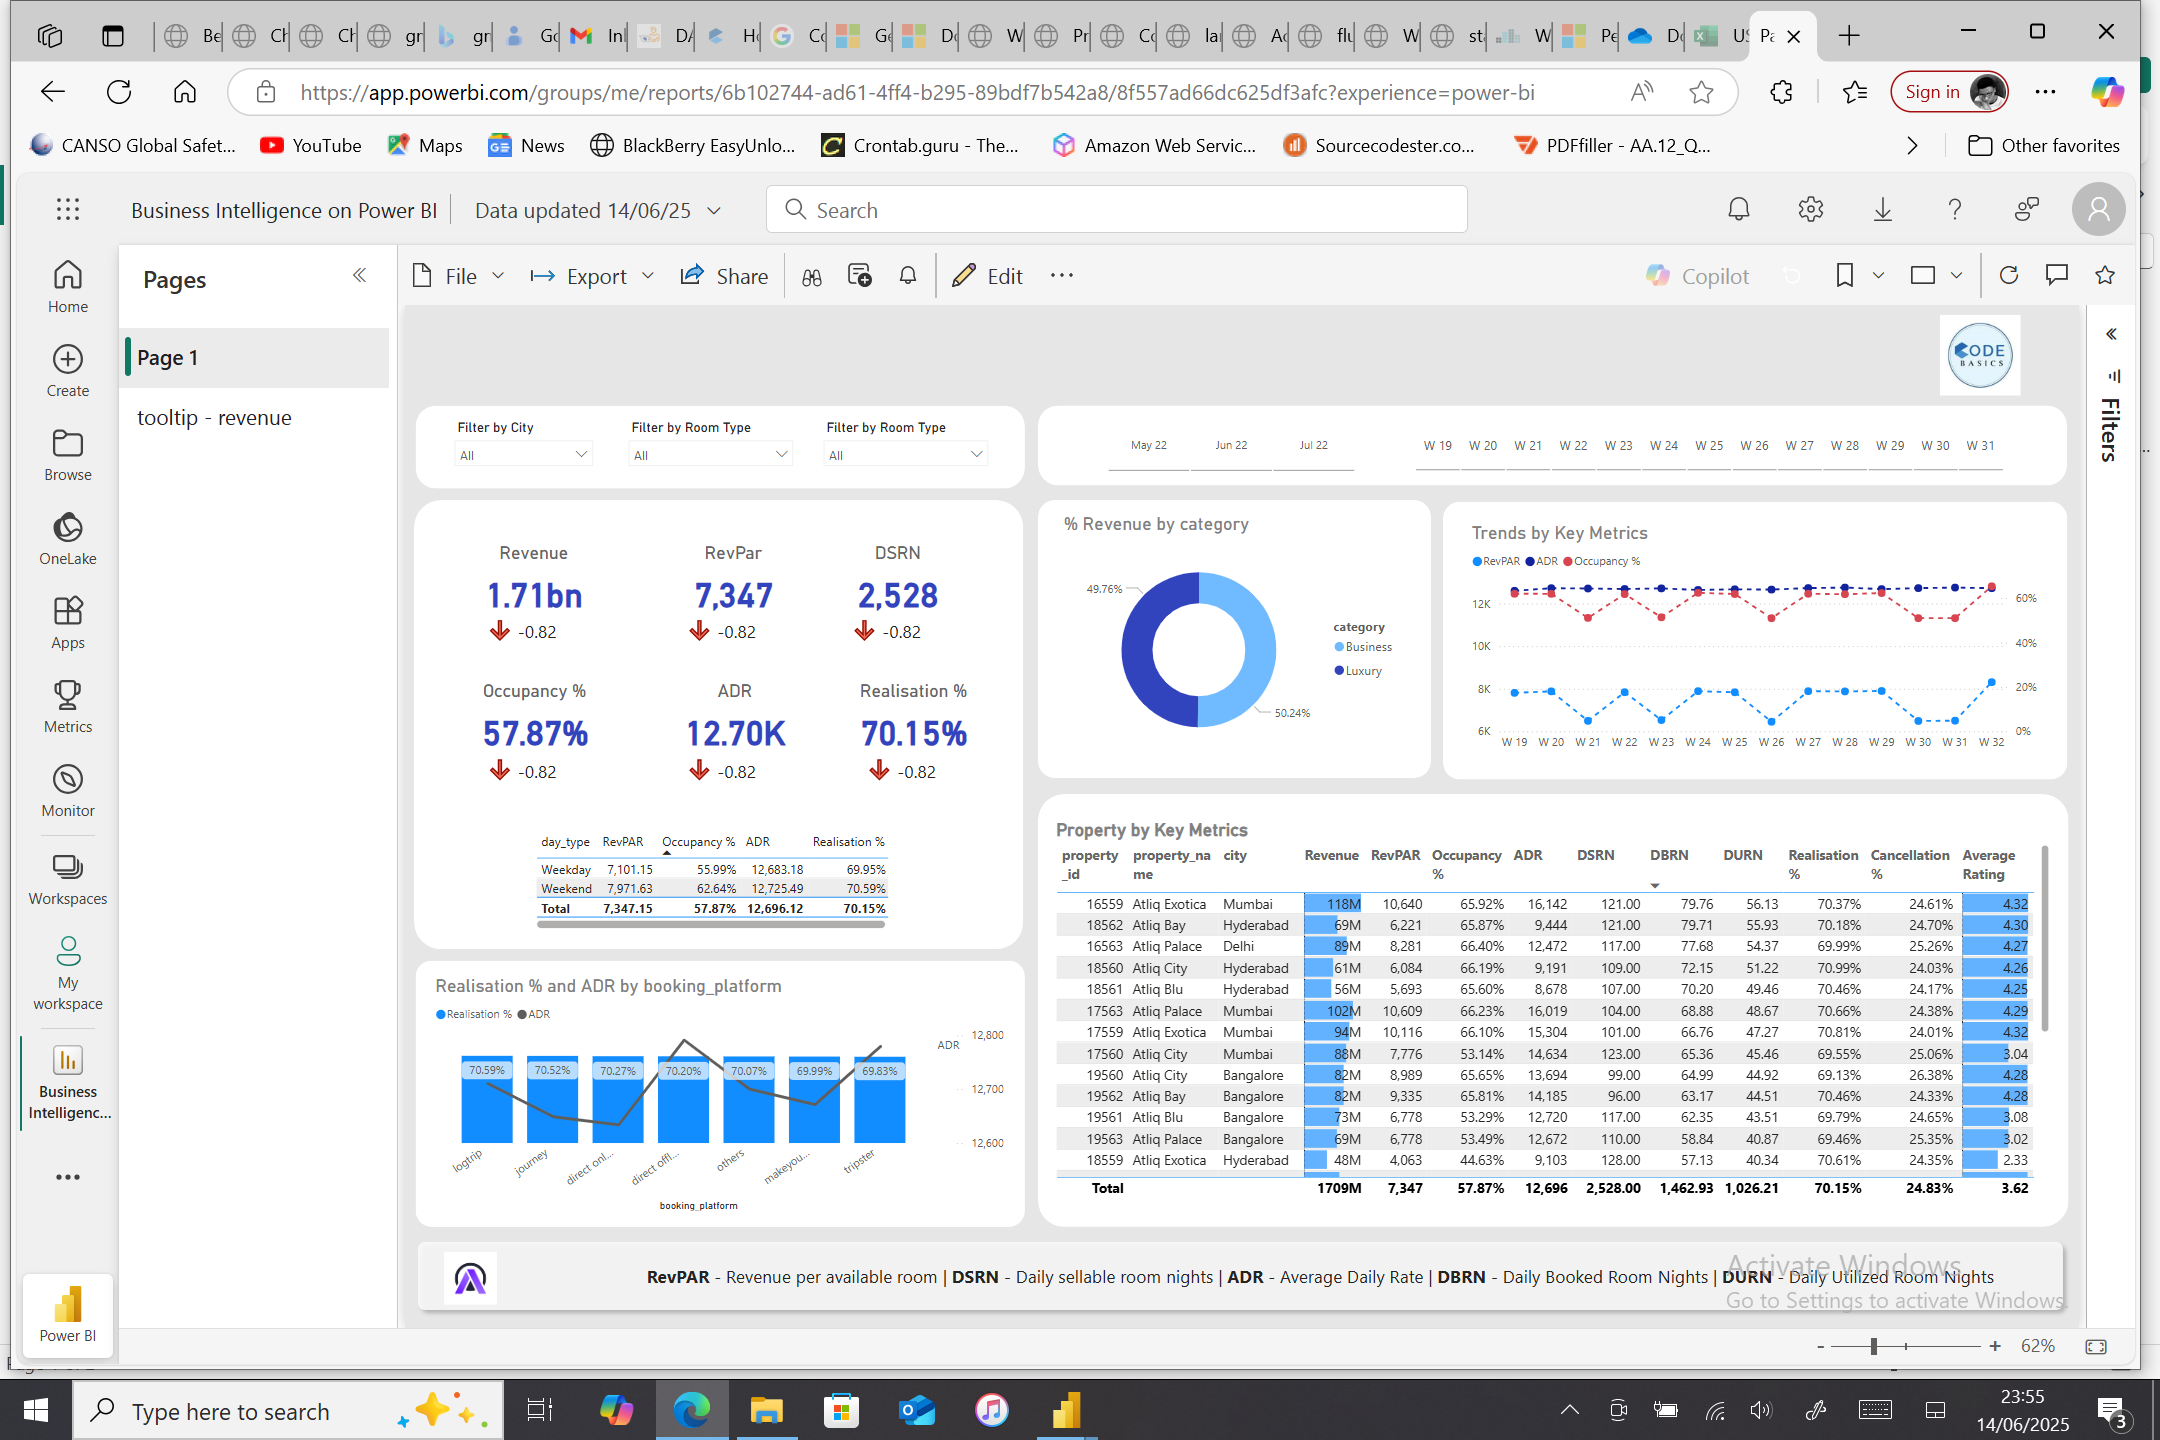 Be
Ch
Ch
gr
gr
Go
In
DA
Ho
Co
Ge
Do
W
Pr
Co
la
Ac
flu
W
st
W
Pe
Do
US
Pa
https://app.powerbi.com/groups/me/reports/6b102744-ad61-4ff4-b295-89bdf7b542a8/8f557ad66dc625df3afc?experience=power-bi
Sign in
CANSO Global Safet...
YouTube
Maps
News
BlackBerry EasyUnlo...
Crontab.guru - The...
Amazon Web Servic...
Sourcecodester.co...
PDFfiller - AA.12_Q...
Other favorites
Business Intelligence on Power BI
Data updated 14/06/25
Search
Home
Create
Browse
OneLake
Apps
Metrics
Monitor
Workspaces
My workspace
Business Intelligenc...
Power BI
Pages
Page 1
tooltip - revenue
File
Export
Share
Edit
Copilot
Filters
CODE
BASICS
Filter by City
All
Filter by Room Type
All
Filter by Room Type
All
May 22 Jun 22 Jul 22
W 19 W 20 W 21 W 22 W 23 W 24 W 25 W 26 W 27 W 28 W 29 W 30 W 31
Revenue RevPar DSRN
1.71bn 7,347 2,528
-0.82 -0.82 -0.82
Occupancy % ADR Realisation %
57.87% 12.70K 70.15%
-0.82 -0.82 -0.82
day_type RevPAR Occupancy % ADR Realisation %
Weekday 7,101.15 55.99% 12,683.18 69.95%
Weekend 7,971.63 62.64% 12,725.49 70.59%
Total 7,347.15 57.87% 12,696.12 70.15%
% Revenue by category
49.76%
50.24%
category
Business
Luxury
Trends by Key Metrics
RevPAR ADR Occupancy %
12K
10K
8K
6K
60%
40%
20%
0%
W 19 W 20 W 21 W 22 W 23 W 24 W 25 W 26 W 27 W 28 W 29 W 30 W 31 W 32
Realisation % and ADR by booking_platform
Realisation % ADR
70.59% 70.52% 70.27% 70.20% 70.07% 69.99% 69.83%
ADR
12,800
12,700
12,600
logtrip journey direct onl... direct offl... others makeyou... tripster
booking_platform
Property by Key Metrics
property_id property_name city Revenue RevPAR Occupancy % ADR DSRN DBRN DURN Realisation % Cancellation % Average Rating
16559 Atliq Exotica Mumbai 118M 10,640 65.92% 16,142 121.00 79.76 56.13 70.37% 24.61% 4.32
18562 Atliq Bay Hyderabad 69M 6,221 65.87% 9,444 121.00 79.71 55.93 70.18% 24.70% 4.30
16563 Atliq Palace Delhi 89M 8,281 66.40% 12,472 117.00 77.68 54.37 69.99% 25.26% 4.27
18560 Atliq City Hyderabad 61M 6,084 66.19% 9,191 109.00 72.15 51.22 70.99% 24.03% 4.26
18561 Atliq Blu Hyderabad 56M 5,693 65.60% 8,678 107.00 70.20 49.46 70.46% 24.17% 4.25
17563 Atliq Palace Mumbai 102M 10,609 66.23% 16,019 104.00 68.88 48.67 70.66% 24.38% 4.29
17559 Atliq Exotica Mumbai 94M 10,116 66.10% 15,304 101.00 66.76 47.27 70.81% 24.01% 4.32
17560 Atliq City Mumbai 88M 7,776 53.14% 14,634 123.00 65.36 45.46 69.55% 25.06% 3.04
19560 Atliq City Bangalore 82M 8,989 65.65% 13,694 99.00 64.99 44.92 69.13% 26.38% 4.28
19562 Atliq Bay Bangalore 82M 9,335 65.81% 14,185 96.00 63.17 44.51 70.46% 24.33% 4.28
19561 Atliq Blu Bangalore 73M 6,778 53.29% 12,720 117.00 62.35 43.51 69.79% 24.65% 3.08
19563 Atliq Palace Bangalore 69M 6,778 53.49% 12,672 110.00 58.84 40.87 69.46% 25.35% 3.02
18559 Atliq Exotica Hyderabad 48M 4,063 44.63% 9,103 128.00 57.13 40.34 70.61% 24.35% 2.33
Total 1709M 7,347 57.87% 12,696 2,528.00 1,462.93 1,026.21 70.15% 24.83% 3.62
RevPAR - Revenue per available room | DSRN - Daily sellable room nights | ADR - Average Daily Rate | DBRN - Daily Booked Room Nights | DURN - Daily Utilized Room Nights
Activate Windows
Go to Settings to activate Windows.
62%
Type here to search
23:55
14/06/2025
3